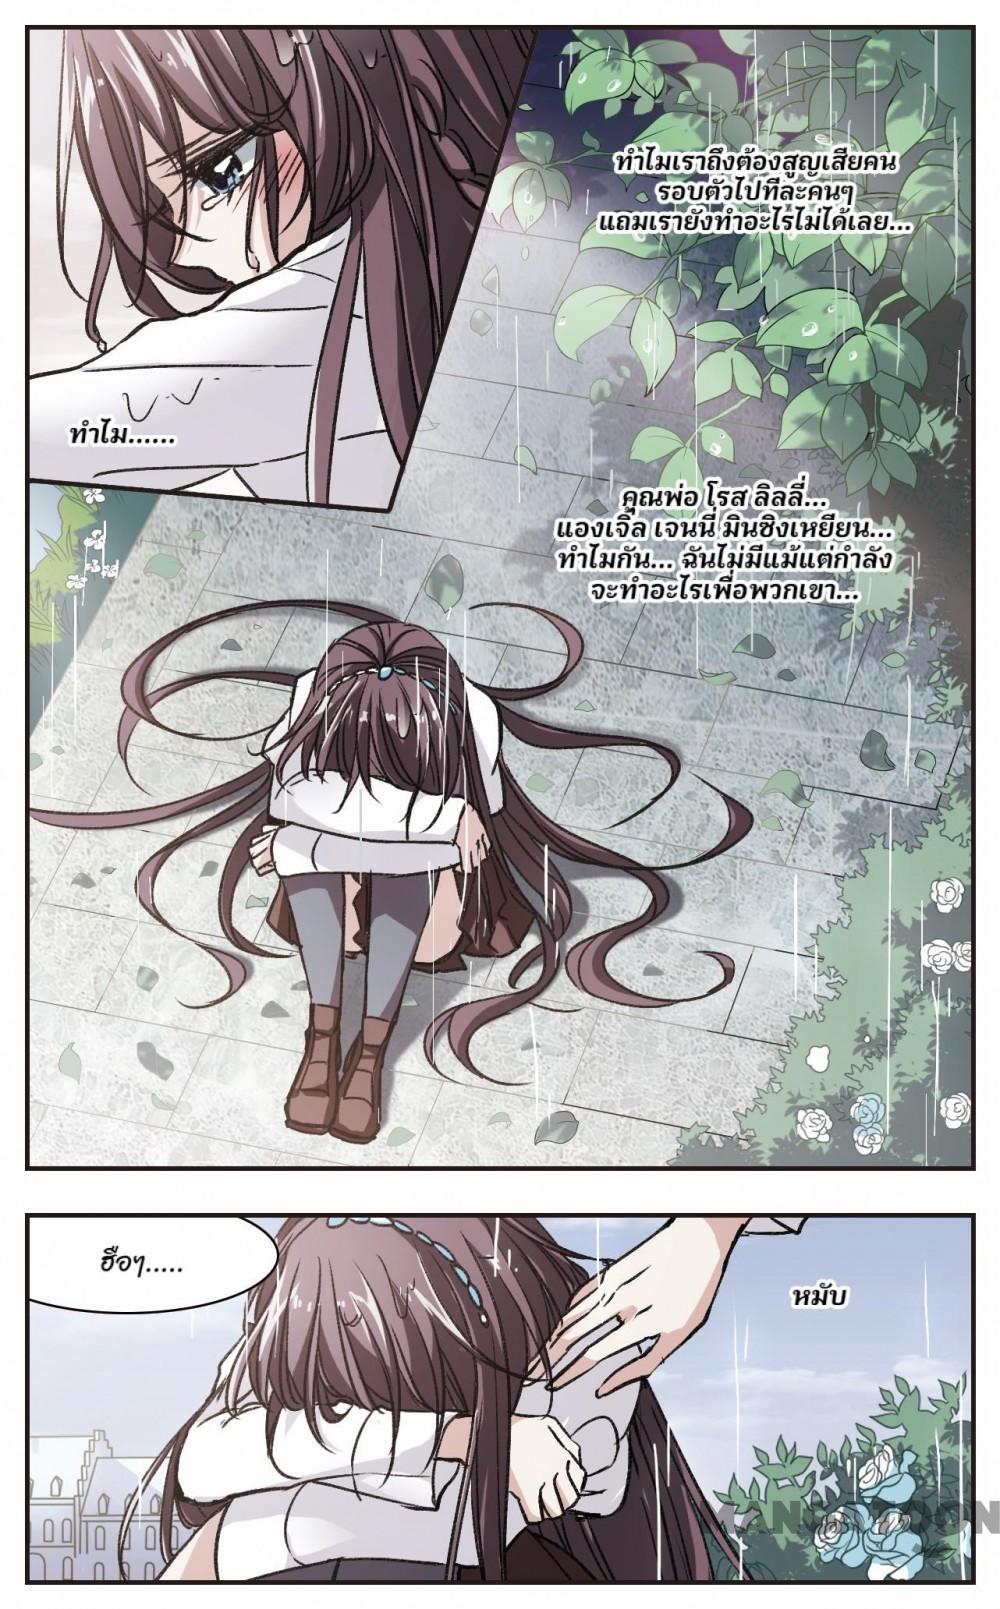 ทำไมเราถึงต้องสูญเสียคน
รอบตัวไปทีละคนๆ
แถมเรายังทำอะไรไม่ได้เลย...
ทำไม......
คุณพ่อ โรส ลิลลี่...
แองเจิ้ล เจนนี่ มินชิงเหยียน...
ทำไมกัน... ฉันไม่มีแม้แต่กำลัง
จะทำอะไรเพื่อพวกเขา...
ฮือๆ.....
หมับ
MANGATOON